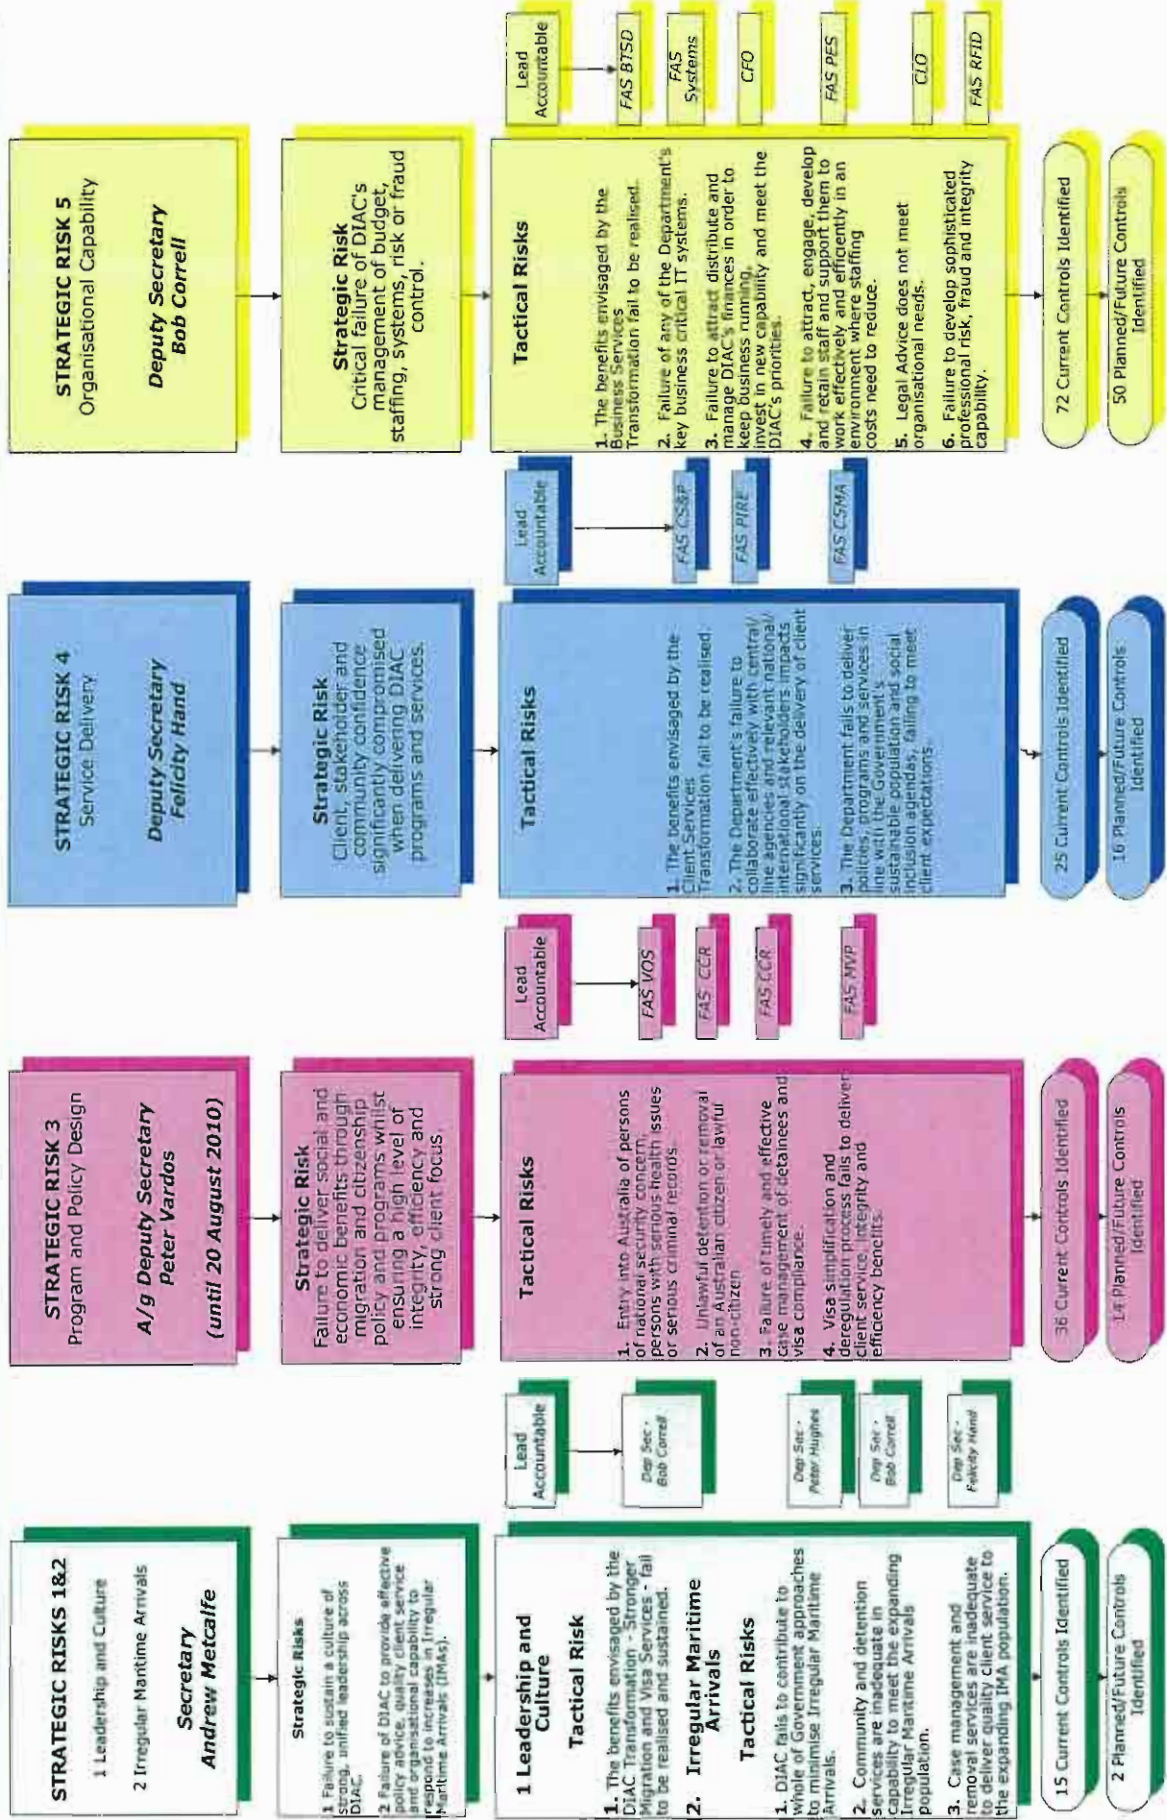 STRATEGIC RISKS 1&2
1 Leadership and Culture
2 Irregular Maritime Arrivals
Secretary
Andrew Metcalfe
Strategic Risks
1 Failure to sustain a culture of
strong, unified leadership across
DIAC.
2 Failure of DIAC to provide effective
policy advice, quality client service
and organisational capability to
respond to increases in Irregular
Maritime Arrivals (IMAs).
1 Leadership and
Culture
Tactical Risk
1. The benefits envisaged by the
DIAC Transformation - Stronger
Migration and Visa Services - fail
to be realised and sustained.
2. Irregular Maritime
Arrivals
Tactical Risks
1. DIAC fails to contribute to
whole of Government approaches
to minimise Irregular Maritime
Arrivals.
2. Community and detention
services are inadequate in
capability to meet the expanding
Irregular Maritime Arrivals
population.
3. Case management and
removal services are inadequate
to deliver quality client service to
the expanding IMA population.
15 Current Controls Identified
2 Planned/Future Controls
Identified
Lead
Accountable
Dep Sec -
Bob Correll
Dep Sec -
Peter Hughes
Dep Sec -
Bob Correll
Dep Sec -
Felicity Hand
STRATEGIC RISK 3
Program and Policy Design
A/g Deputy Secretary
Peter Vardos
(until 20 August 2010)
Strategic Risk
Failure to deliver social and
economic benefits through
migration and citizenship
policy and programs whilst
ensuring a high level of
integrity, efficiency and
strong client focus
Tactical Risks
1. Entry into Australia of persons
of national security concern,
persons with serious health issues
or serious criminal records.
2. Unlawful detention or removal
of an Australian citizen or lawful
non-citizen
3. Failure of timely and effective
case management of detainees and
visa compliance.
4. Visa simplification and
deregulation process fails to deliver
client service, integrity and
efficiency benefits.
36 Current Controls Identified
14 Planned/Future Controls
Identified
Lead
Accountable
FAS VOS
FAS CCR
FAS CCR
FAS MVP
STRATEGIC RISK 4
Service Delivery
Deputy Secretary
Felicity Hand
Strategic Risk
Client, stakeholder and
community confidence
significantly compromised
when delivering DIAC
programs and services.
Tactical Risks
1. The benefits envisaged by the
Client Services
Transformation fail to be realised.
2. The Department's failure to
collaborate effectively with central/
line agencies and relevant national/
international stakeholders impacts
significantly on the delivery of client
services.
3. The Department fails to deliver
policies, programs and services in
line with the Government's
sustainable population and social
inclusion agendas, failing to meet
client expectations.
25 Current Controls Identified
16 Planned/Future Controls
Identified
Lead
Accountable
FAS CS&P
FAS PIRE
FAS CSMA
STRATEGIC RISK 5
Organisational Capability
Deputy Secretary
Bob Correll
Strategic Risk
Critical failure of DIAC's
management of budget,
staffing, systems, risk or fraud
control.
Tactical Risks
1. The benefits envisaged by the
Business Services
Transformation fail to be realised.
2. Failure of any of the Department's
key business critical IT systems.
3. Failure to attract distribute and
manage DIAC's finances in order to
keep business running,
invest in new capability and meet the
DIAC's priorities.
4. Failure to attract, engage, develop
and retain staff and support them to
work effectively and efficiently in an
environment where staffing
costs need to reduce.
5. Legal Advice does not meet
organisational needs.
6. Failure to develop sophisticated
professional risk, fraud and integrity
capability.
72 Current Controls Identified
50 Planned/Future Controls
Identified
Lead
Accountable
FAS BTSD
FAS
Systems
CFO
FAS PES
CLO
FAS RFID